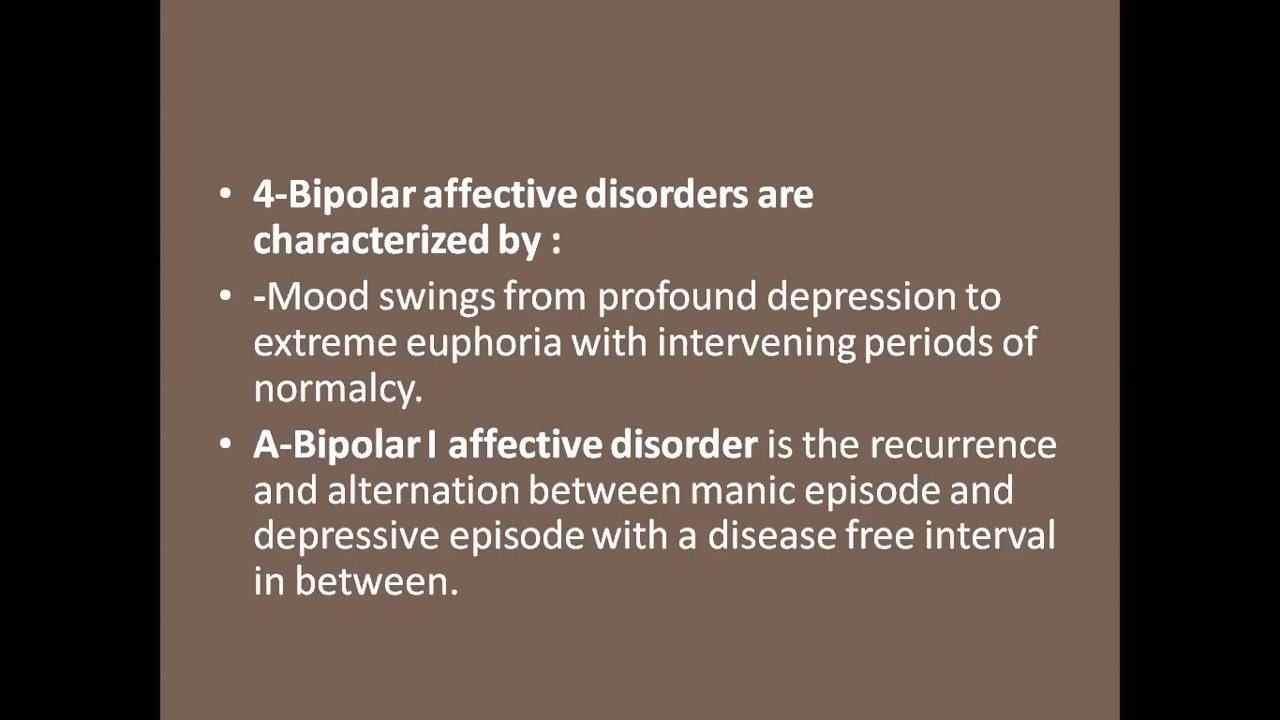 • 4-Bipolar affective disorders are
characterized by :
• -Mood swings from profound depression to
extreme euphoria with intervening periods of
normalcy.
• A-Bipolar I affective disorder is the recurrence
and alternation between manic episode and
depressive episode with a disease free interval
in between.